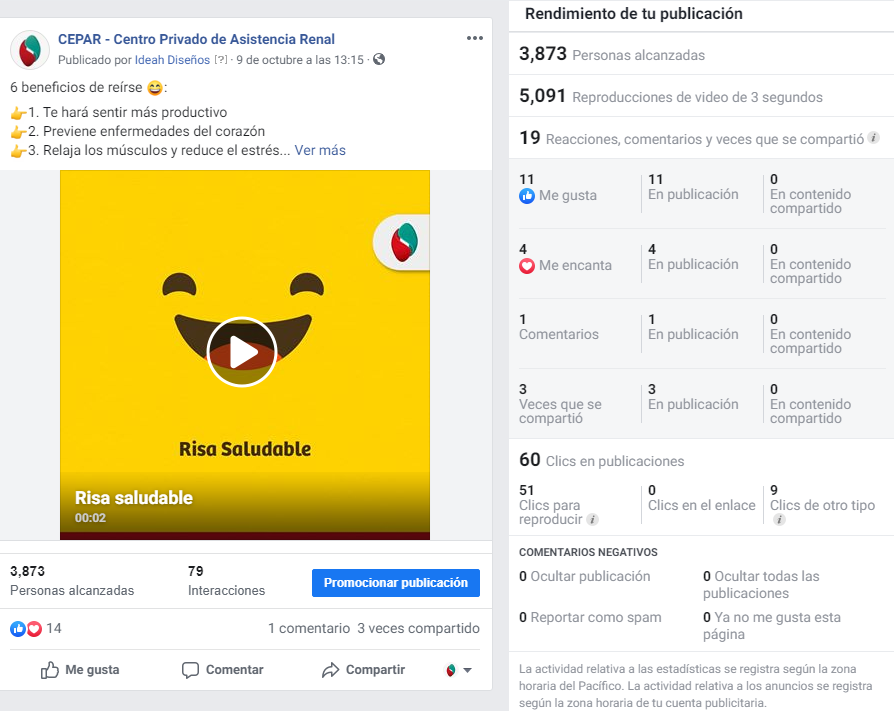 CEPAR - Centro Privado de Asistencia Renal
Publicado por Ideah Diseños [?] · 9 de octubre a las 13:15 ·
6 beneficios de reírse 😄:
👉1. Te hará sentir más productivo
👉2. Previene enfermedades del corazón
👉3. Relaja los músculos y reduce el estrés... Ver más
Risa Saludable
Risa saludable
00:02
3,873
Personas alcanzadas
79
Interacciones
Promocionar publicación
14
1 comentario 3 veces compartido
Me gusta
Comentar
Compartir
Rendimiento de tu publicación
3,873 Personas alcanzadas
5,091 Reproducciones de video de 3 segundos
19 Reacciones, comentarios y veces que se compartió i
11
Me gusta
11
En publicación
0
En contenido
compartido
4
Me encanta
4
En publicación
0
En contenido
compartido
1
Comentarios
1
En publicación
0
En contenido
compartido
3
Veces que se
compartió
3
En publicación
0
En contenido
compartido
60 Clics en publicaciones
51
Clics para
reproducir i
0
Clics en el enlace
9
Clics de otro tipo
i
COMENTARIOS NEGATIVOS
0 Ocultar publicación
0 Ocultar todas las
publicaciones
0 Reportar como spam
0 Ya no me gusta esta
página
La actividad relativa a las estadísticas se registra según la zona
horaria del Pacífico. La actividad relativa a los anuncios se registra
según la zona horaria de tu cuenta publicitaria.